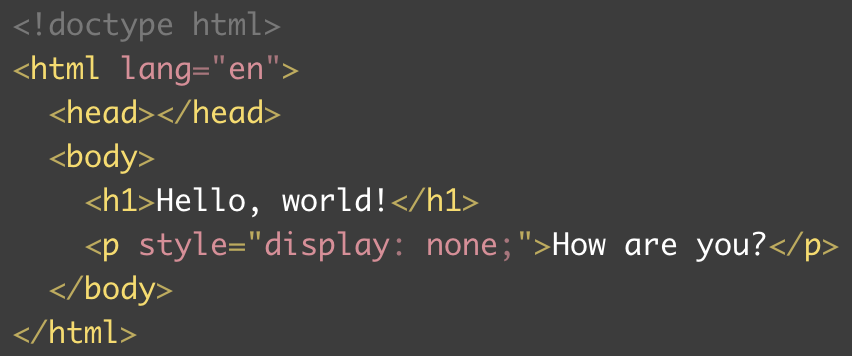 <!doctype html>
<html lang="en">
  <head></head>
  <body>
    <h1>Hello, world!</h1>
    <p style="display: none;">How are you?</p>
  </body>
</html>